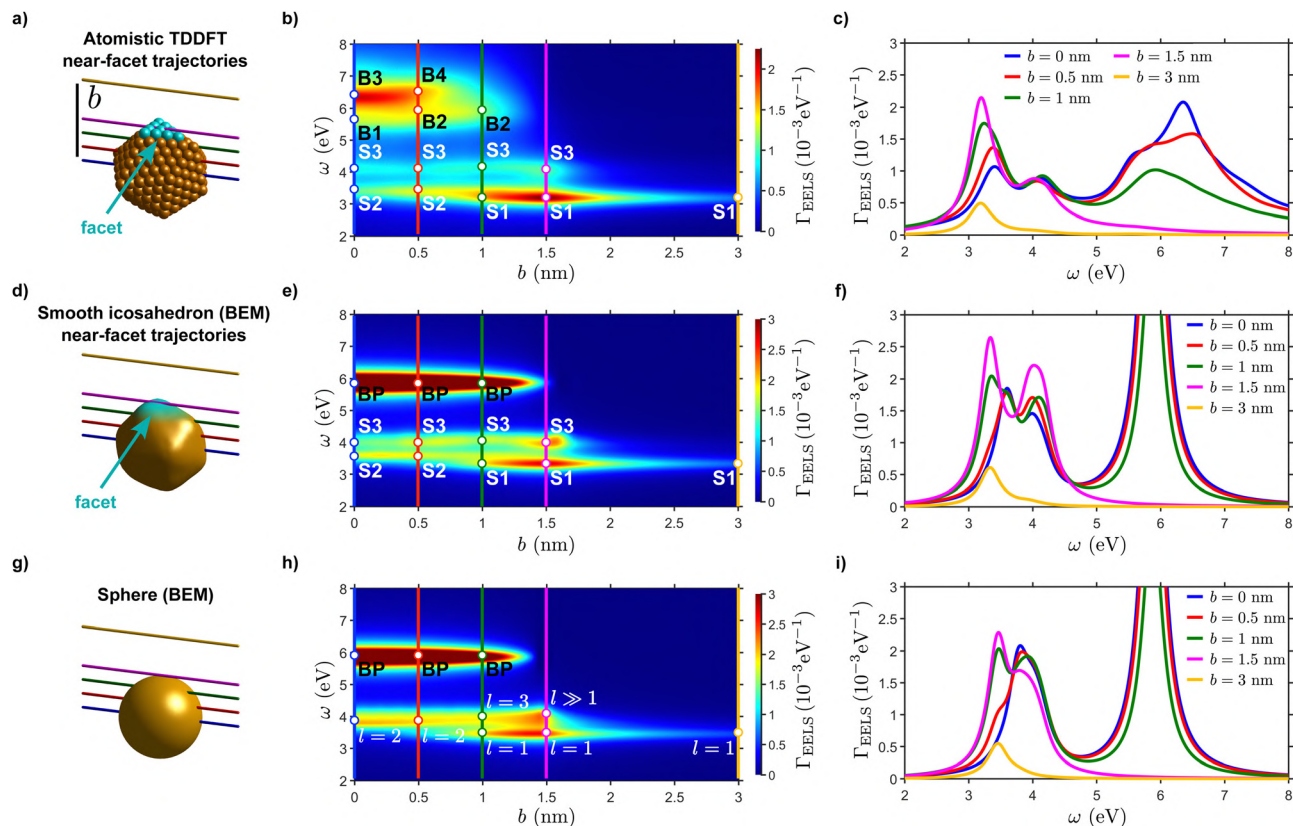 a)
Atomistic TDDFT
near-facet trajectories
b
facet
b)
8
7
6
5
4
3
2
ω (eV)
B3
B4
B1
B2
B2
S3
S3
S3
S3
S2
S2
S1
S1
S1
0
0.5
1
1.5
2
2.5
3
b (nm)
2
1.5
1
0.5
0
Γ_EELS (10⁻³eV⁻¹)
c)
3
2.5
2
1.5
1
0.5
0
Γ_EELS (10⁻³eV⁻¹)
b = 0 nm
b = 0.5 nm
b = 1 nm
b = 1.5 nm
b = 3 nm
2
3
4
5
6
7
8
ω (eV)
d)
Smooth icosahedron (BEM)
near-facet trajectories
facet
e)
8
7
6
5
4
3
2
ω (eV)
BP
BP
BP
S3
S3
S3
S3
S2
S2
S1
S1
S1
0
0.5
1
1.5
2
2.5
3
b (nm)
3
2.5
2
1.5
1
0.5
0
Γ_EELS (10⁻³eV⁻¹)
f)
3
2.5
2
1.5
1
0.5
0
Γ_EELS (10⁻³eV⁻¹)
b = 0 nm
b = 0.5 nm
b = 1 nm
b = 1.5 nm
b = 3 nm
2
3
4
5
6
7
8
ω (eV)
g)
Sphere (BEM)
h)
8
7
6
5
4
3
2
ω (eV)
BP
BP
BP
l = 3
l ≫ 1
l = 2
l = 2
l = 1
l = 1
l = 1
0
0.5
1
1.5
2
2.5
3
b (nm)
3
2.5
2
1.5
1
0.5
0
Γ_EELS (10⁻³eV⁻¹)
i)
3
2.5
2
1.5
1
0.5
0
Γ_EELS (10⁻³eV⁻¹)
b = 0 nm
b = 0.5 nm
b = 1 nm
b = 1.5 nm
b = 3 nm
2
3
4
5
6
7
8
ω (eV)